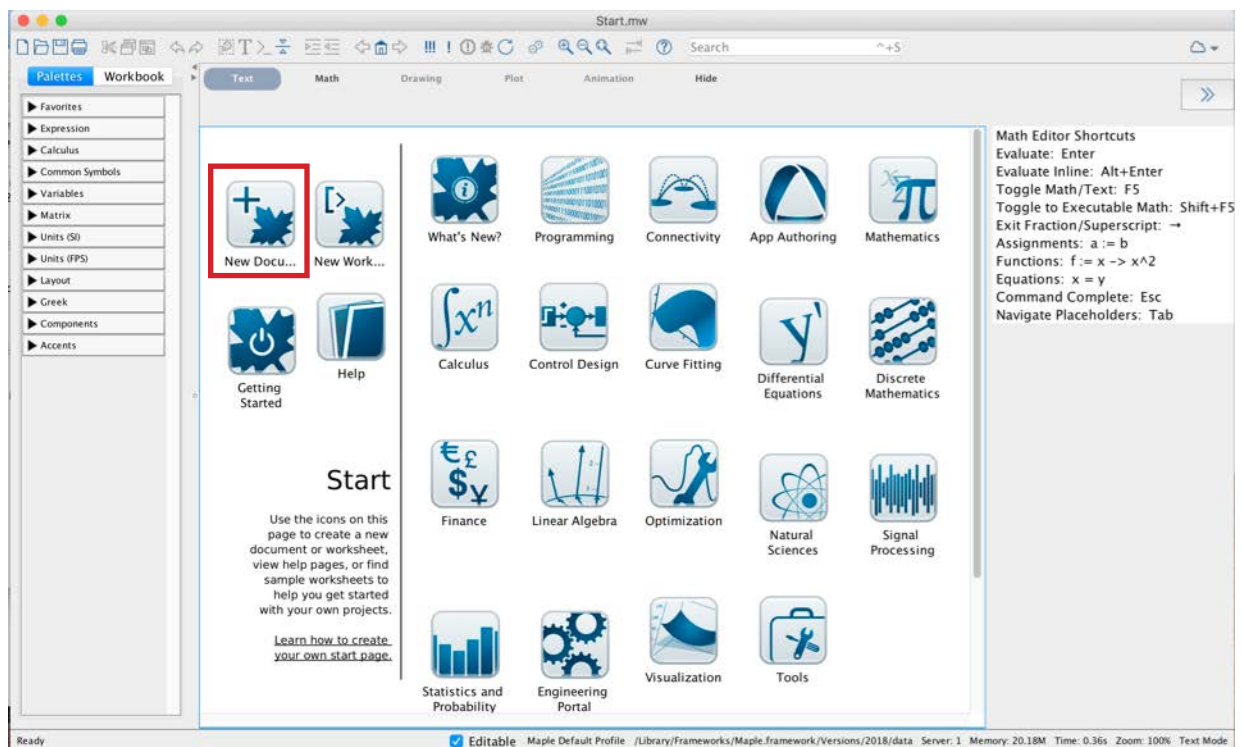 Start.mw
Search ^+S
Palettes Workbook
Text Math Drawing Plot Animation Hide
Favorites
Expression
Calculus
Common Symbols
Variables
Matrix
Units (SI)
Units (FPS)
Layout
Greek
Components
Accents
New Docu... New Work...
Getting
Started
Help
Start
Use the icons on this
page to create a new
document or worksheet,
view help pages, or find
sample worksheets to
help you get started
with your own projects.
Learn how to create
your own start page.
What's New? Programming Connectivity App Authoring Mathematics
Calculus Control Design Curve Fitting
Differential
Equations
Discrete
Mathematics
Finance Linear Algebra Optimization
Natural
Sciences
Signal
Processing
Statistics and
Probability
Engineering
Portal
Visualization Tools
Math Editor Shortcuts
Evaluate: Enter
Evaluate Inline: Alt+Enter
Toggle Math/Text: F5
Toggle to Executable Math: Shift+F5
Exit Fraction/Superscript: →
Assignments: a := b
Functions: f := x -> x^2
Equations: x = y
Command Complete: Esc
Navigate Placeholders: Tab
Ready
Editable Maple Default Profile /Library/Frameworks/Maple.framework/Versions/2018/data Server: 1 Memory: 20.18M Time: 0.36s Zoom: 100% Text Mode